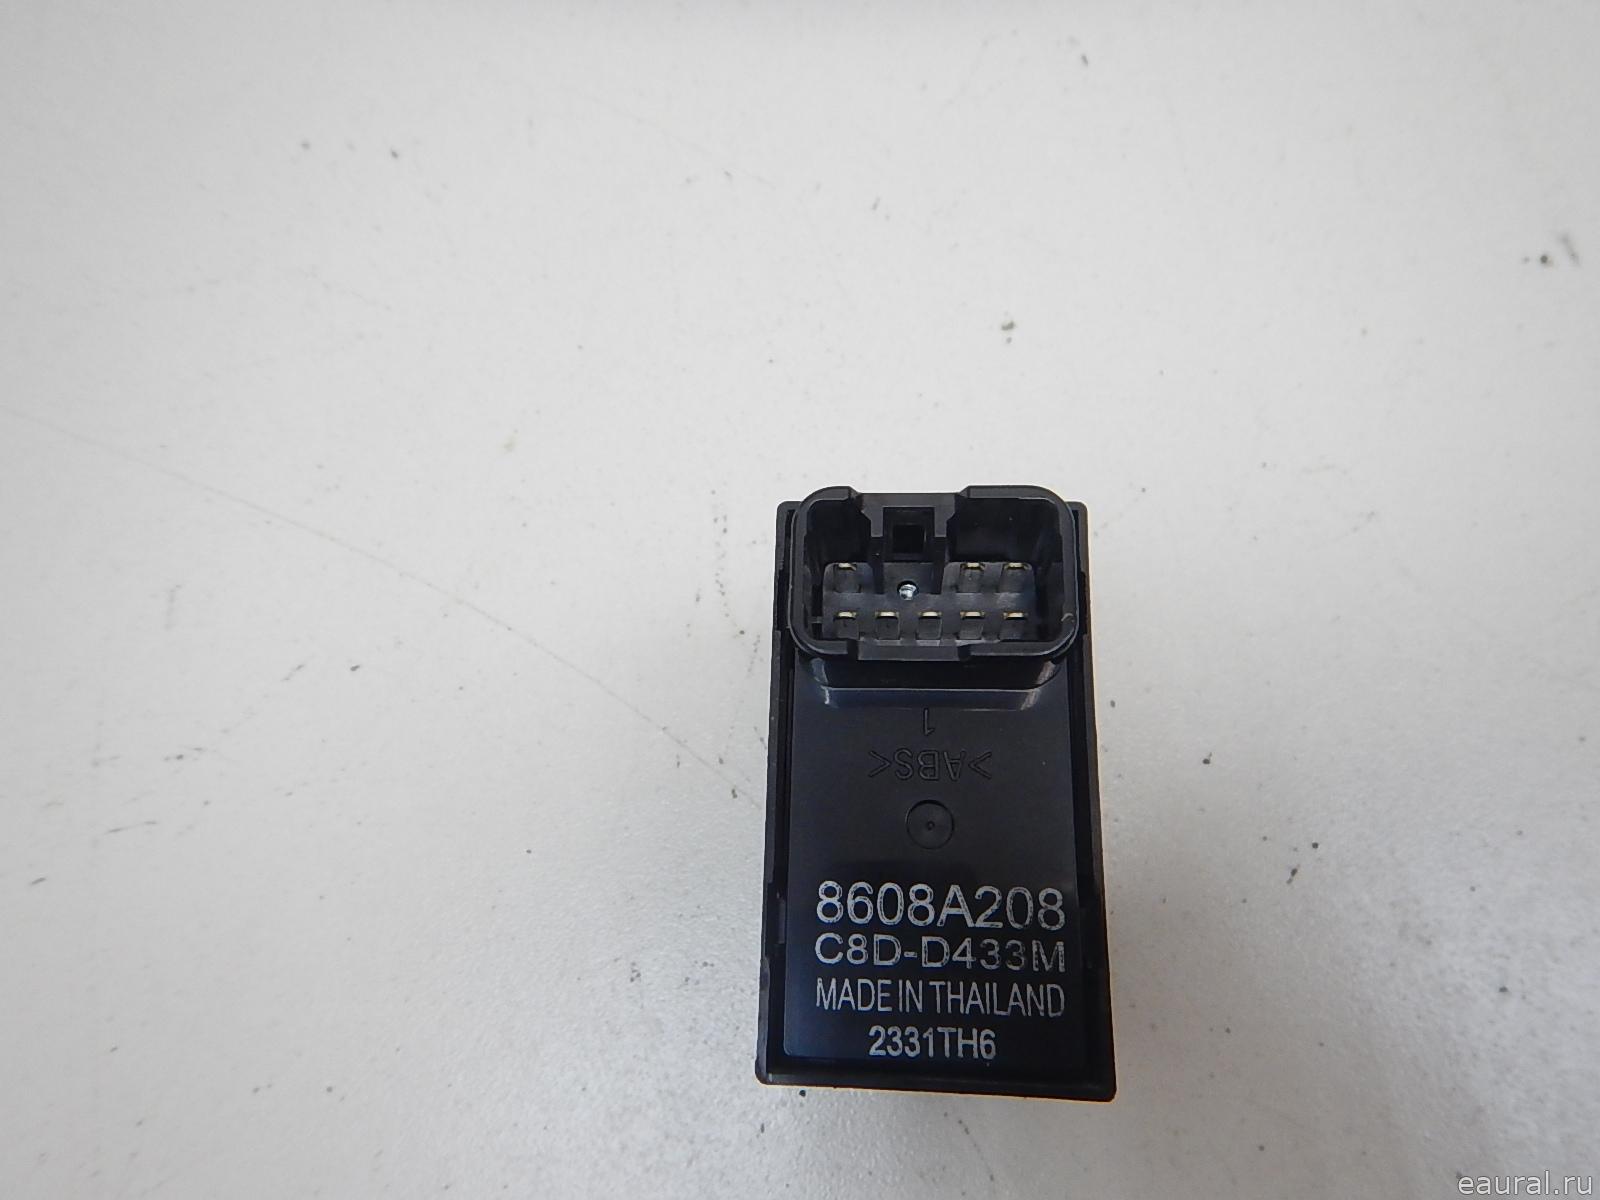 1
>ABS<
8608A208
C8D-D433M
MADE IN THAILAND
2331TH6
eaural.ru